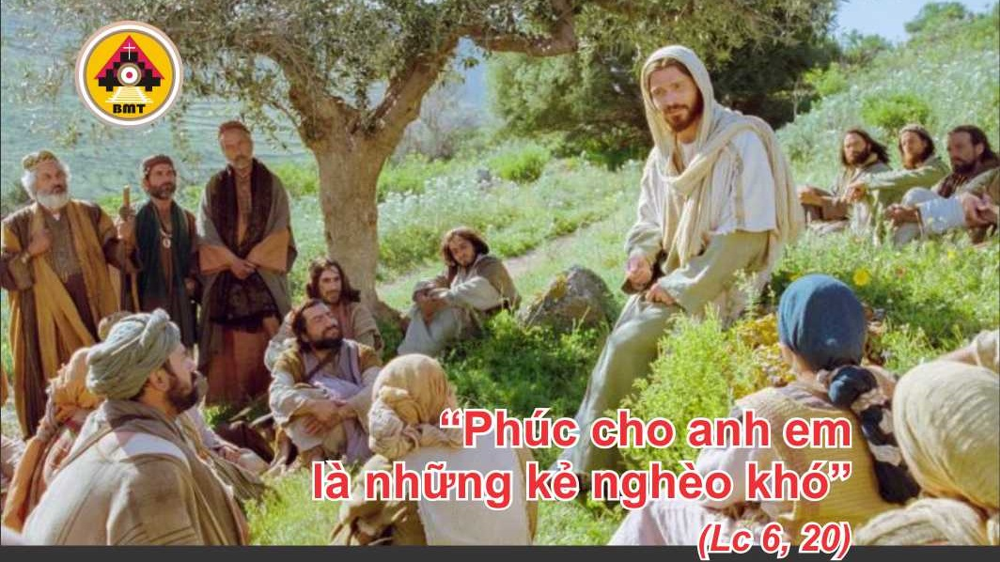 BMT
“Phúc cho anh em
là những kẻ nghèo khó”
(Lc 6, 20)